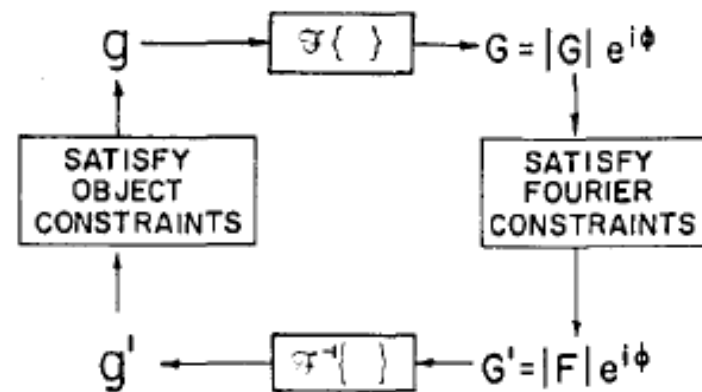 g
ℱ{ }
G = |G| e^{iϕ}
SATISFY
OBJECT
CONSTRAINTS
SATISFY
FOURIER
CONSTRAINTS
g'
ℱ⁻¹{ }
G' = |F| e^{iϕ}